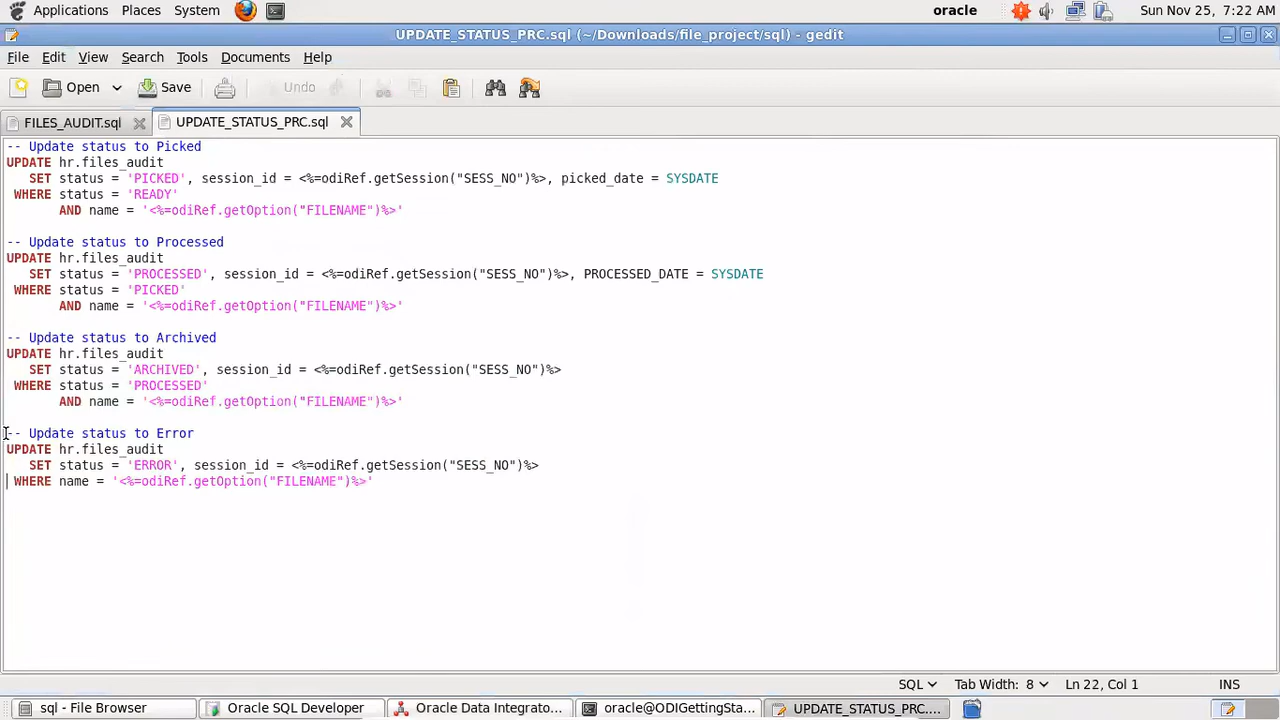 Applications Places System oracle Sun Nov 25, 7:22 AM
UPDATE_STATUS_PRC.sql (~/Downloads/file_project/sql) - gedit
File Edit View Search Tools Documents Help
Open Save Undo
FILES_AUDIT.sql UPDATE_STATUS_PRC.sql
-- Update status to Picked
UPDATE hr.files_audit
SET status = 'PICKED', session_id = <%=odiRef.getSession("SESS_NO")%>, picked_date = SYSDATE
WHERE status = 'READY'
AND name = '<%=odiRef.getOption("FILENAME")%>'
-- Update status to Processed
UPDATE hr.files_audit
SET status = 'PROCESSED', session_id = <%=odiRef.getSession("SESS_NO")%>, PROCESSED_DATE = SYSDATE
WHERE status = 'PICKED'
AND name = '<%=odiRef.getOption("FILENAME")%>'
-- Update status to Archived
UPDATE hr.files_audit
SET status = 'ARCHIVED', session_id = <%=odiRef.getSession("SESS_NO")%>
WHERE status = 'PROCESSED'
AND name = '<%=odiRef.getOption("FILENAME")%>'
-- Update status to Error
UPDATE hr.files_audit
SET status = 'ERROR', session_id = <%=odiRef.getSession("SESS_NO")%>
WHERE name = '<%=odiRef.getOption("FILENAME")%>'
SQL Tab Width: 8 Ln 22, Col 1 INS
sql - File Browser Oracle SQL Developer Oracle Data Integrato... oracle@ODIGettingSta... UPDATE_STATUS_PRC....